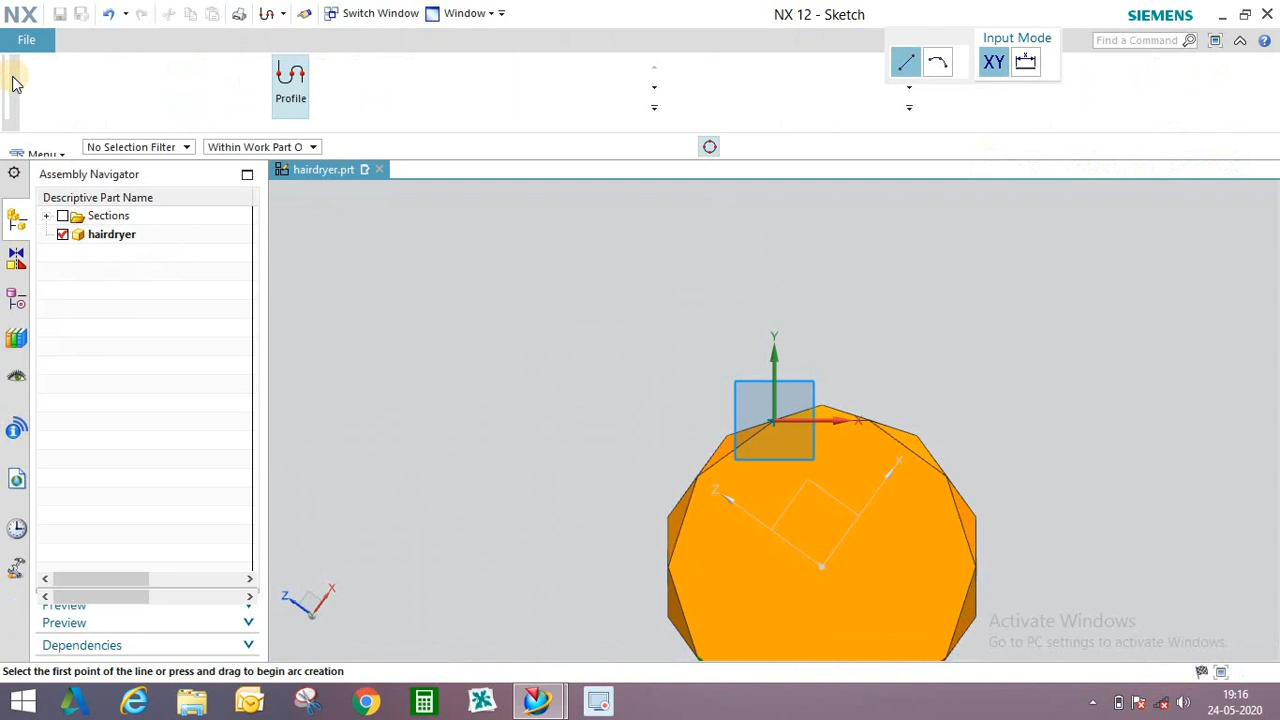 NX Switch Window Window NX 12 - Sketch SIEMENS
File
Input Mode
Find a Command
XY
Profile
Menu No Selection Filter Within Work Part O
Assembly Navigator
hairdryer.prt
Descriptive Part Name
Sections
hairdryer
Y
X
X
Z
X
Z
Preview
Preview
Dependencies
Activate Windows
Go to PC settings to activate Windows.
Select the first point of the line or press and drag to begin arc creation
19:16
24-05-2020